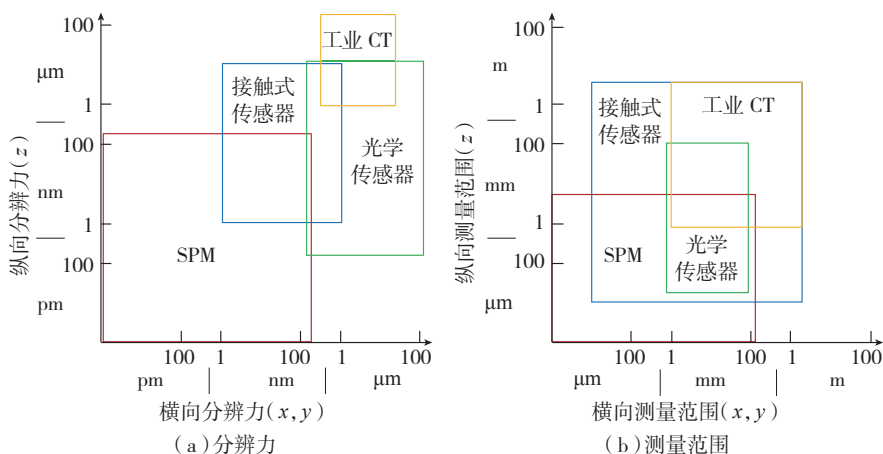 100
μm
1
100
nm
1
100
pm
纵向分辨力(z)
工业 CT
接触式
传感器
光学
传感器
SPM
100 1 100 1 100
pm nm μm
横向分辨力(x,y)
(a)分辨力
100
m
1
100
mm
1
100
μm
纵向测量范围(z)
接触式
传感器
工业 CT
SPM
光学
传感器
100 1 100 1 100
μm mm m
横向测量范围(x,y)
(b)测量范围